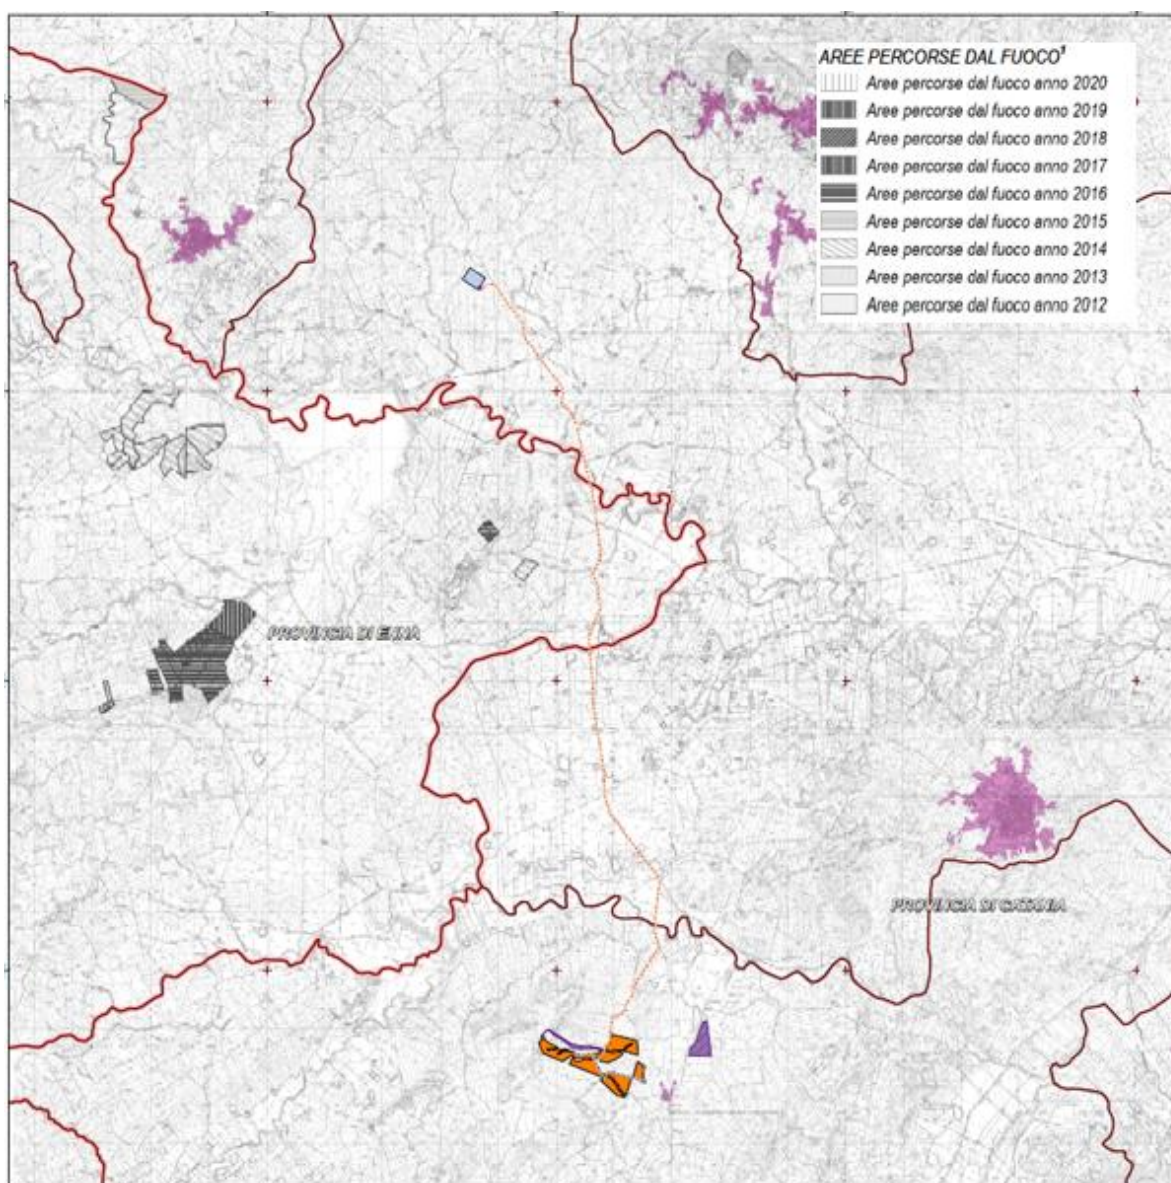 AREE PERCORSE DAL FUOCO¹
Aree percorse dal fuoco anno 2020
Aree percorse dal fuoco anno 2019
Aree percorse dal fuoco anno 2018
Aree percorse dal fuoco anno 2017
Aree percorse dal fuoco anno 2016
Aree percorse dal fuoco anno 2015
Aree percorse dal fuoco anno 2014
Aree percorse dal fuoco anno 2013
Aree percorse dal fuoco anno 2012
PROVINCIA DI ENNA
PROVINCIA DI CATANIA